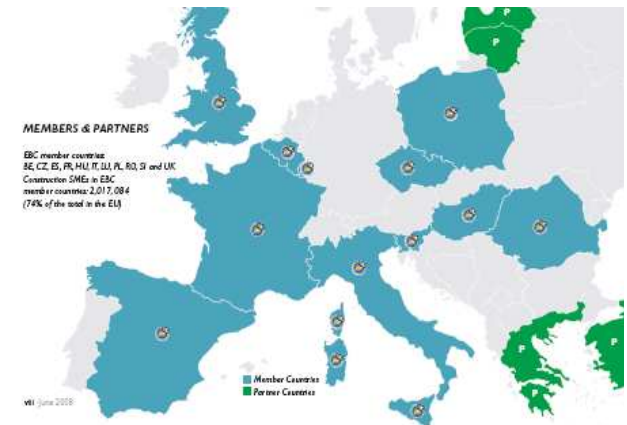 P
P
MEMBERS & PARTNERS
EBC member countries:
BE, CZ, ES, FR, HU, IT, LU, PL, RO, SI and UK
Construction SMEs in EBC
member countries: 2,017,084
(74% of the total in the EU)
P
P
P
Member Countries
Partner Countries
viii June 2018